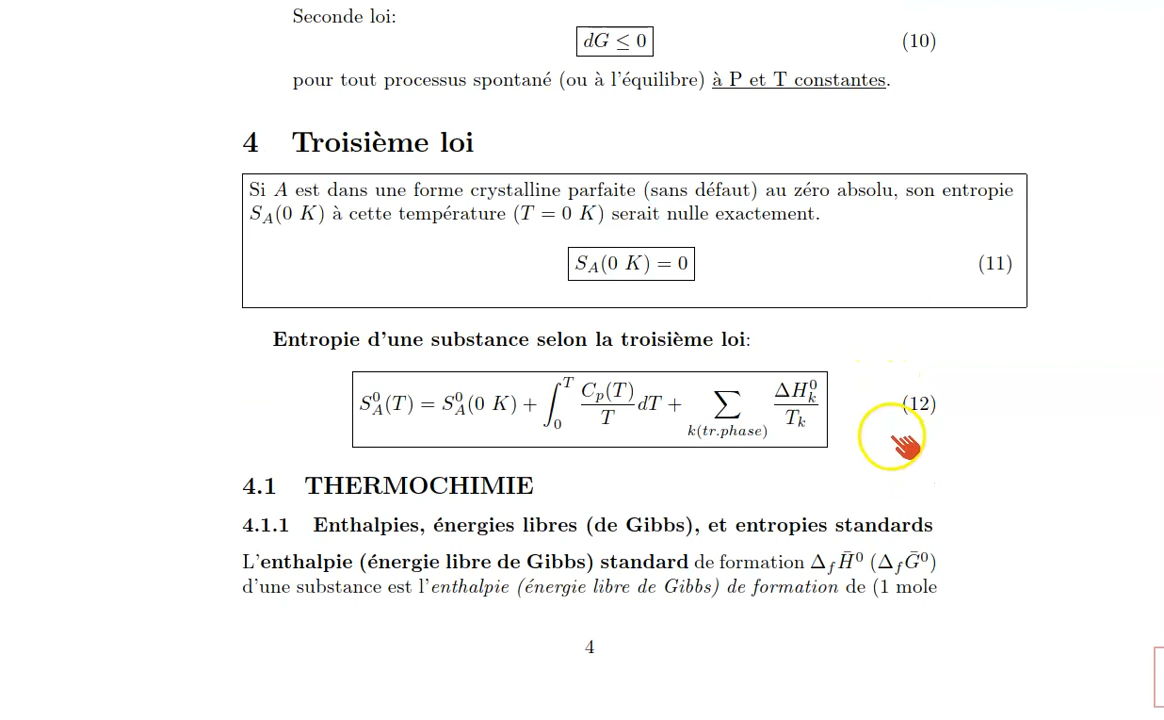 Seconde loi:
dG ≤ 0 (10)
pour tout processus spontané (ou à l'équilibre) à P et T constantes.
4 Troisième loi
Si A est dans une forme crystalline parfaite (sans défaut) au zéro absolu, son entropie
S_A(0 K) à cette température (T = 0 K) serait nulle exactement.
S_A(0 K) = 0 (11)
Entropie d'une substance selon la troisième loi:
S_A^0(T) = S_A^0(0 K) + ∫_0^T C_p(T)/T dT + ∑_{k(tr.phase)} ΔH_k^0/T_k (12)
4.1 THERMOCHIMIE
4.1.1 Enthalpies, énergies libres (de Gibbs), et entropies standards
L'enthalpie (énergie libre de Gibbs) standard de formation Δ_f H̄^0 (Δ_f Ḡ^0)
d'une substance est l'enthalpie (énergie libre de Gibbs) de formation de (1 mole
4